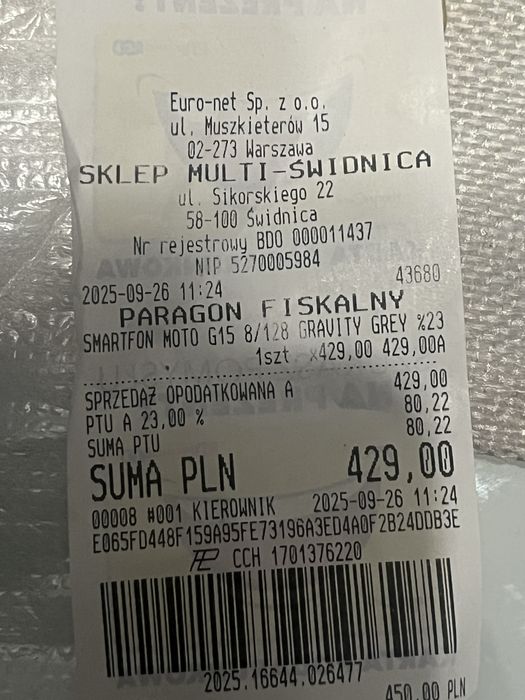 Euro-net Sp. z o.o.
ul. Muszkieterów 15
02-273 Warszawa
SKLEP MULTI-ŚWIDNICA
ul. Sikorskiego 22
58-100 Świdnica
Nr rejestrowy BDO 000011437
NIP 5270005984
2025-09-26 11:24 43680
PARAGON FISKALNY
SMARTFON MOTO G15 8/128 GRAVITY GREY %23
1szt x429,00 429,00A
SPRZEDAŻ OPODATKOWANA A 429,00
PTU A 23,00 % 80,22
SUMA PTU 80,22
SUMA PLN 429,00
00008 #001 KIEROWNIK 2025-09-26 11:24
E065FD448F159A95FE73196A3ED4A0F2B24DDB3E
CCH 1701376220
2025.16644.026477
450,00 PLN